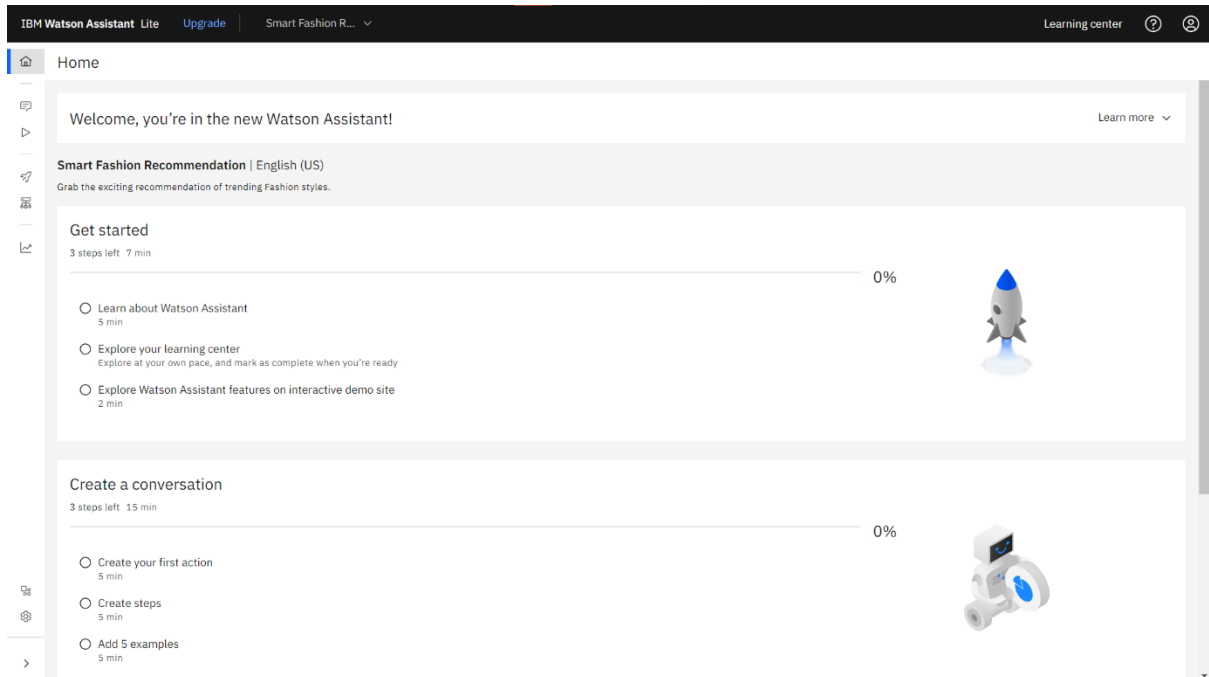 IBM Watson Assistant Lite Upgrade Smart Fashion R... Learning center
Home
Welcome, you're in the new Watson Assistant! Learn more
Smart Fashion Recommendation | English (US)
Grab the exciting recommendation of trending Fashion styles.
Get started
3 steps left 7 min
0%
Learn about Watson Assistant
5 min
Explore your learning center
Explore at your own pace, and mark as complete when you're ready
Explore Watson Assistant features on interactive demo site
2 min
Create a conversation
3 steps left 15 min
0%
Create your first action
5 min
Create steps
5 min
Add 5 examples
5 min